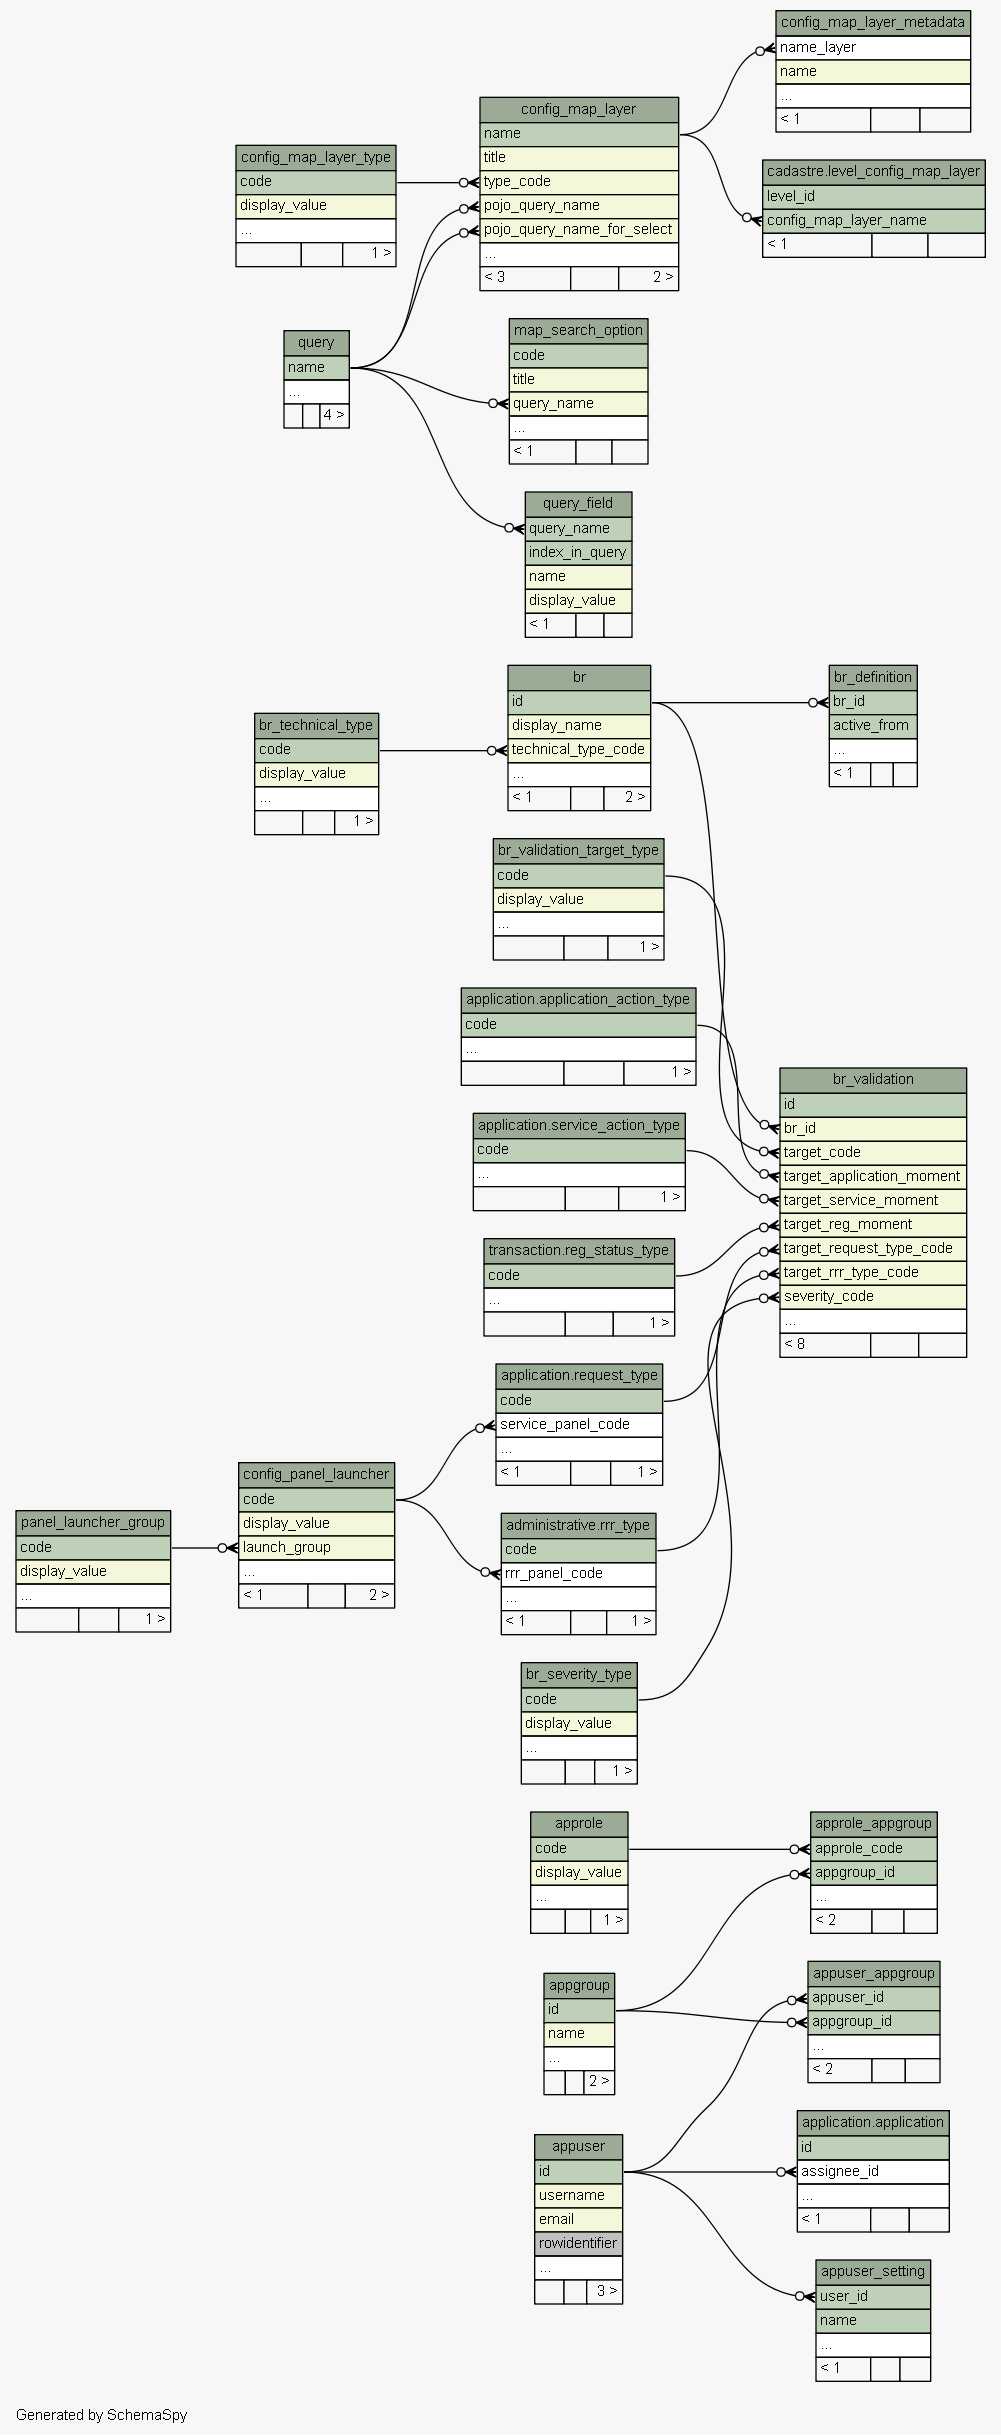 config_map_layer_metadata
name_layer
name
...
< 1
config_map_layer
name
title
type_code
pojo_query_name
pojo_query_name_for_select
...
< 3 2 >
config_map_layer_type
code
display_value
...
1 >
cadastre.level_config_map_layer
level_id
config_map_layer_name
< 1
query
name
...
4 >
map_search_option
code
title
query_name
...
< 1
query_field
query_name
index_in_query
name
display_value
< 1
br
id
display_name
technical_type_code
...
< 1 2 >
br_definition
br_id
active_from
...
< 1
br_technical_type
code
display_value
...
1 >
br_validation_target_type
code
display_value
...
1 >
application.application_action_type
code
...
1 >
br_validation
id
br_id
target_code
target_application_moment
target_service_moment
target_reg_moment
target_request_type_code
target_rrr_type_code
severity_code
...
< 8
application.service_action_type
code
...
1 >
transaction.reg_status_type
code
...
1 >
application.request_type
code
service_panel_code
...
< 1 1 >
config_panel_launcher
code
display_value
launch_group
...
< 1 2 >
panel_launcher_group
code
display_value
...
1 >
administrative.rrr_type
code
rrr_panel_code
...
< 1 1 >
br_severity_type
code
display_value
...
1 >
approle
code
display_value
...
1 >
approle_appgroup
approle_code
appgroup_id
...
< 2
appgroup
id
name
...
2 >
appuser_appgroup
appuser_id
appgroup_id
...
< 2
application.application
id
assignee_id
...
< 1
appuser
id
username
email
rowidentifier
...
3 >
appuser_setting
user_id
name
...
< 1
Generated by SchemaSpy